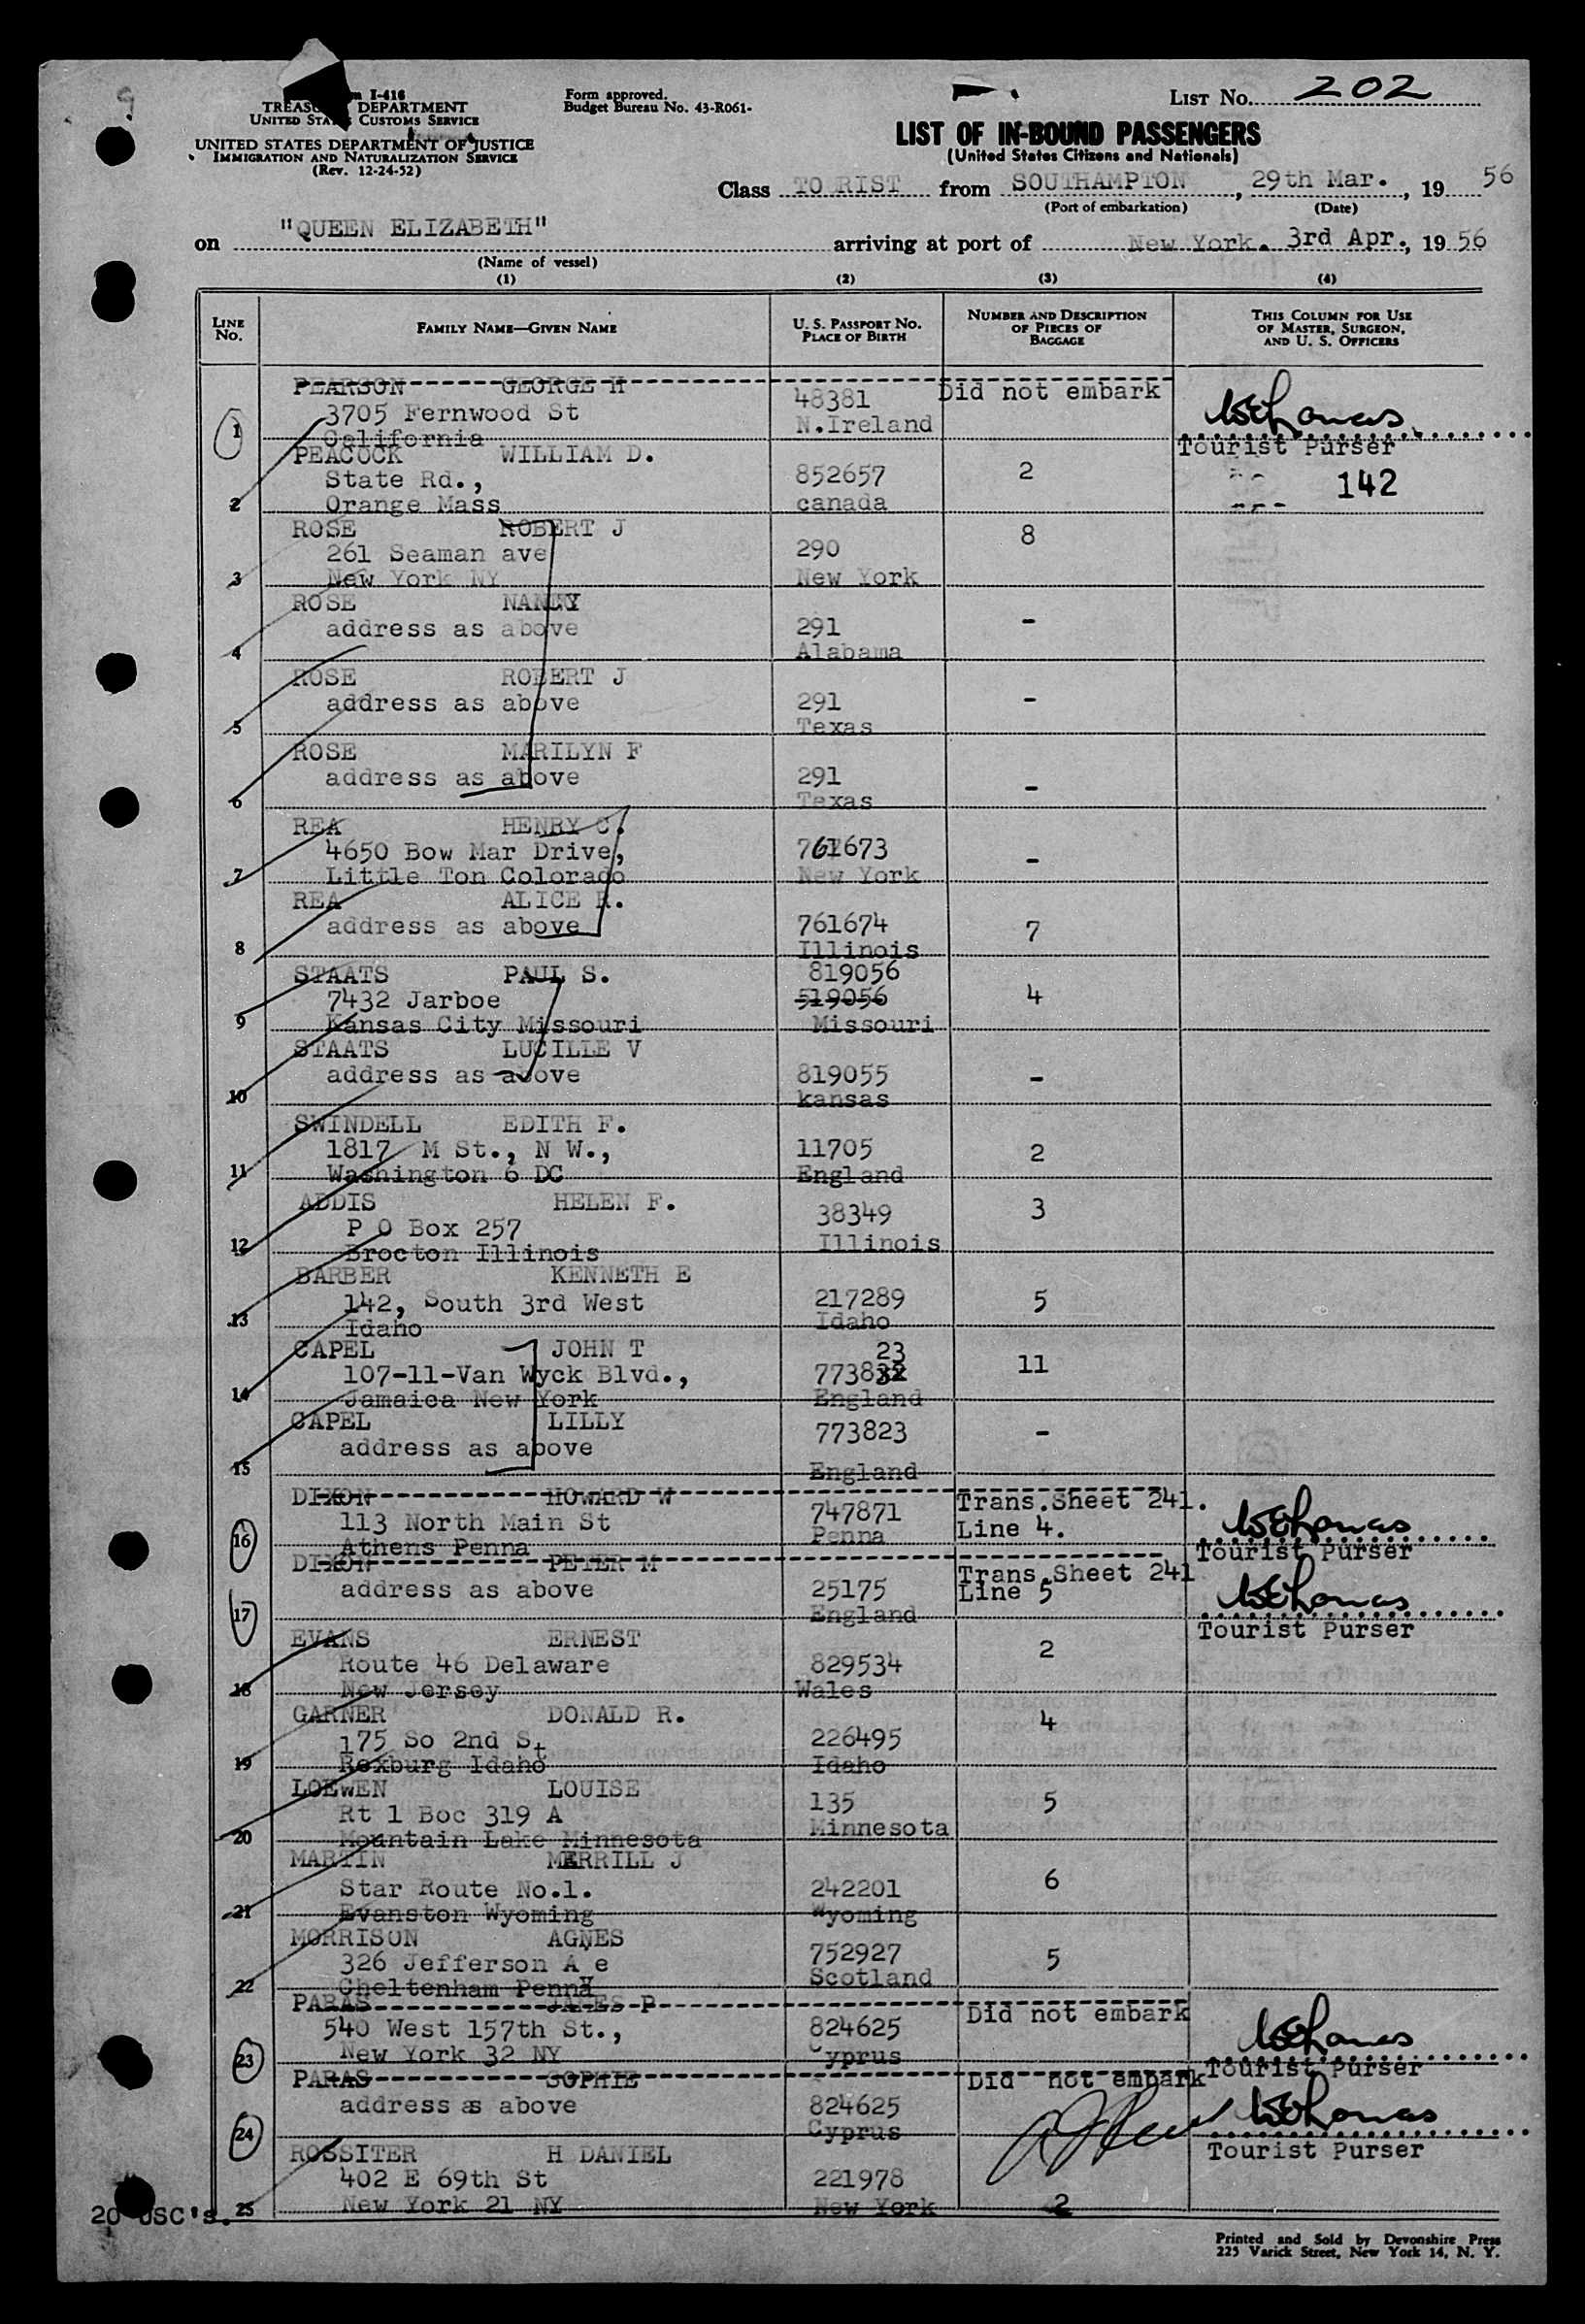 I-416
TREASURY DEPARTMENT
UNITED STATES CUSTOMS SERVICE
UNITED STATES DEPARTMENT OF JUSTICE
IMMIGRATION AND NATURALIZATION SERVICE
(Rev. 12-24-52)
Form approved.
Budget Bureau No. 43-R061-
LIST No. 202
LIST OF IN-BOUND PASSENGERS
(United States Citizens and Nationals)
Class TO RIST from SOUTHAMPTON, 29th Mar., 19 56
(Port of embarkation) (Date)
on "QUEEN ELIZABETH" arriving at port of New York. 3rd Apr., 19 56
(Name of vessel)
(1) (2) (3) (4)
LINE No. FAMILY NAME—GIVEN NAME U. S. PASSPORT NO. PLACE OF BIRTH NUMBER AND DESCRIPTION OF PIECES OF BAGGAGE THIS COLUMN FOR USE OF MASTER, SURGEON, AND U. S. OFFICERS
PEARSON GEORGE H Did not embark
3705 Fernwood St 48381
1 California N.Ireland
Tourist Purser
PEACOCK WILLIAM D.
State Rd., 852657 2 142
2 Orange Mass canada
ROSE ROBERT J 8
261 Seaman ave 290
3 New York NY New York
ROSE NANCY
address as above 291 -
4 Alabama
ROSE ROBERT J
address as above 291 -
5 Texas
ROSE MARILYN F
address as above 291 -
6 Texas
REA HENRY C.
4650 Bow Mar Drive, 761673 -
7 Little Ton Colorado New York
REA ALICE R.
address as above 761674 7
8 Illinois
STAATS PAUL S. 819056
7432 Jarboe 519056 4
9 Kansas City Missouri Missouri
STAATS LUCILLE V
address as above 819055 -
10 kansas
SWINDELL EDITH F.
1817 M St., N W., 11705 2
11 Washington 6 DC England
ADDIS HELEN F. 3
P O Box 257 38349
12 Brocton Illinois Illinois
BARBER KENNETH E
142, South 3rd West 217289 5
13 Idaho Idaho
CAPEL JOHN T 23
107-11-Van Wyck Blvd., 773832 11
14 Jamaica New York England
CAPEL LILLY 773823
address as above -
15 England
DIXON HOWARD W Trans.Sheet 241.
113 North Main St 747871 Line 4.
16 Athens Penna Penna
Tourist Purser
DIXON PETER M Trans.Sheet 241
address as above 25175 Line 5
17 England
Tourist Purser
EVANS ERNEST 2
Route 46 Delaware 829534
18 New Jersey Wales
GARNER DONALD R. 4
175 So 2nd St 226495
19 Rexburg Idaho Idaho
LOEwEN LOUISE
Rt 1 Boc 319 A 135 5
20 Mountain Lake Minnesota Minnesota
MARTIN MERRILL J
Star Route No.1. 242201 6
21 Evanston Wyoming Wyoming
MORRISON AGNES
326 Jefferson A e 752927 5
22 Cheltenham Penna Scotland
v
PARAS JAMES P Did not embark
540 West 157th St., 824625
23 New York 32 NY Cyprus
Tourist Purser
PARAS SOPHIE Did not embark
address as above 824625
24 Cyprus
Tourist Purser
ROSSITER H DANIEL
402 E 69th St 221978
25 New York 21 NY New York 2
20 USC's.
Printed and Sold by Devonshire Press
225 Varick Street, New York 14, N. Y.